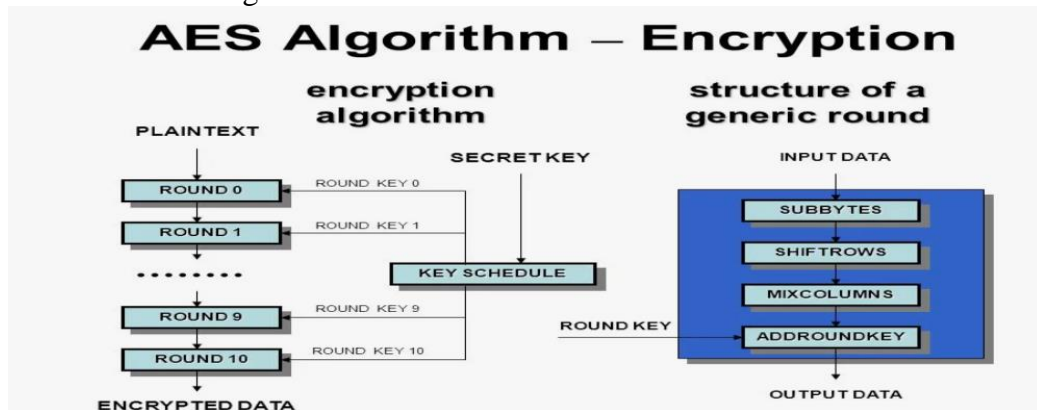 AES Algorithm – Encryption
encryption
algorithm
PLAINTEXT
SECRET KEY
ROUND 0
ROUND KEY 0
ROUND 1
ROUND KEY 1
• • • • • • • •
KEY SCHEDULE
ROUND 9
ROUND KEY 9
ROUND 10
ROUND KEY 10
ENCRYPTED DATA
structure of a
generic round
INPUT DATA
SUBBYTES
SHIFTROWS
MIXCOLUMNS
ROUND KEY
ADDROUNDKEY
OUTPUT DATA